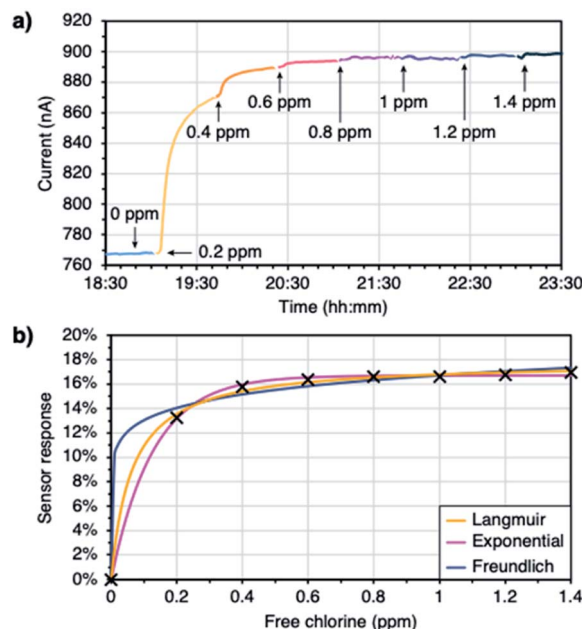 a)
920
900
880
860
840
820
800
780
760
Current (nA)
0 ppm
0.2 ppm
0.4 ppm
0.6 ppm
0.8 ppm
1 ppm
1.2 ppm
1.4 ppm
18:30 19:30 20:30 21:30 22:30 23:30
Time (hh:mm)
b)
20%
18%
16%
14%
12%
10%
8%
6%
4%
2%
0%
Sensor response
Langmuir
Exponential
Freundlich
0 0.2 0.4 0.6 0.8 1 1.2 1.4
Free chlorine (ppm)